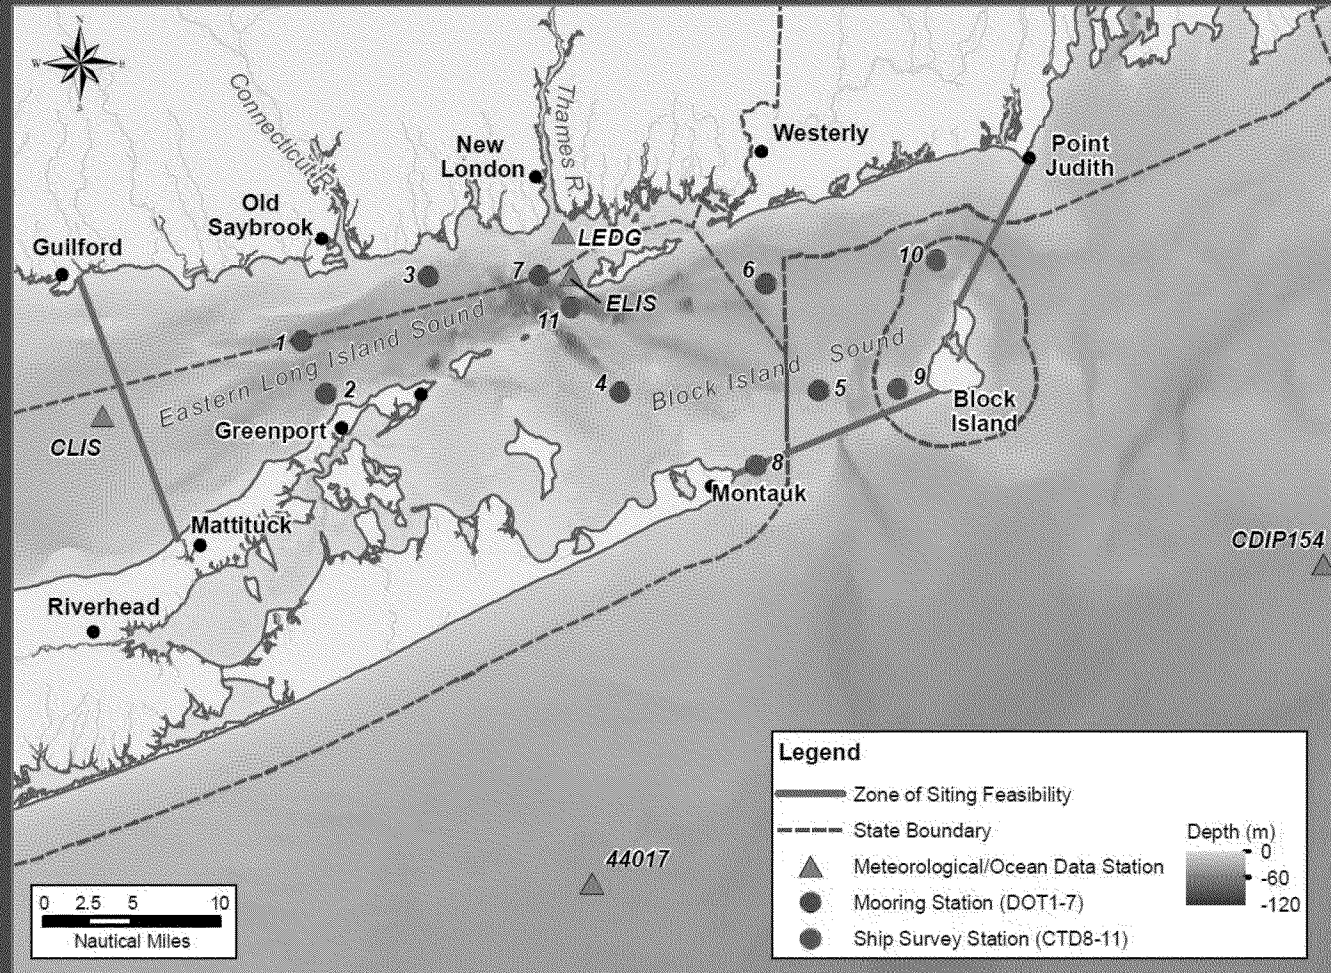 N
W
E
S
Connecticut R.
Thames R.
New
London
Westerly
Point
Judith
Old
Saybrook
Guilford
LEDG
3
7
6
10
ELIS
11
1
Eastern Long Island Sound
2
4
Block Island Sound
5
9
Block
Island
CLIS
Greenport
8
Montauk
Mattituck
CDIP154
Riverhead
44017
Legend
Zone of Siting Feasibility
State Boundary
Meteorological/Ocean Data Station
Mooring Station (DOT1-7)
Ship Survey Station (CTD8-11)
Depth (m)
0
-60
-120
0 2.5 5 10
Nautical Miles